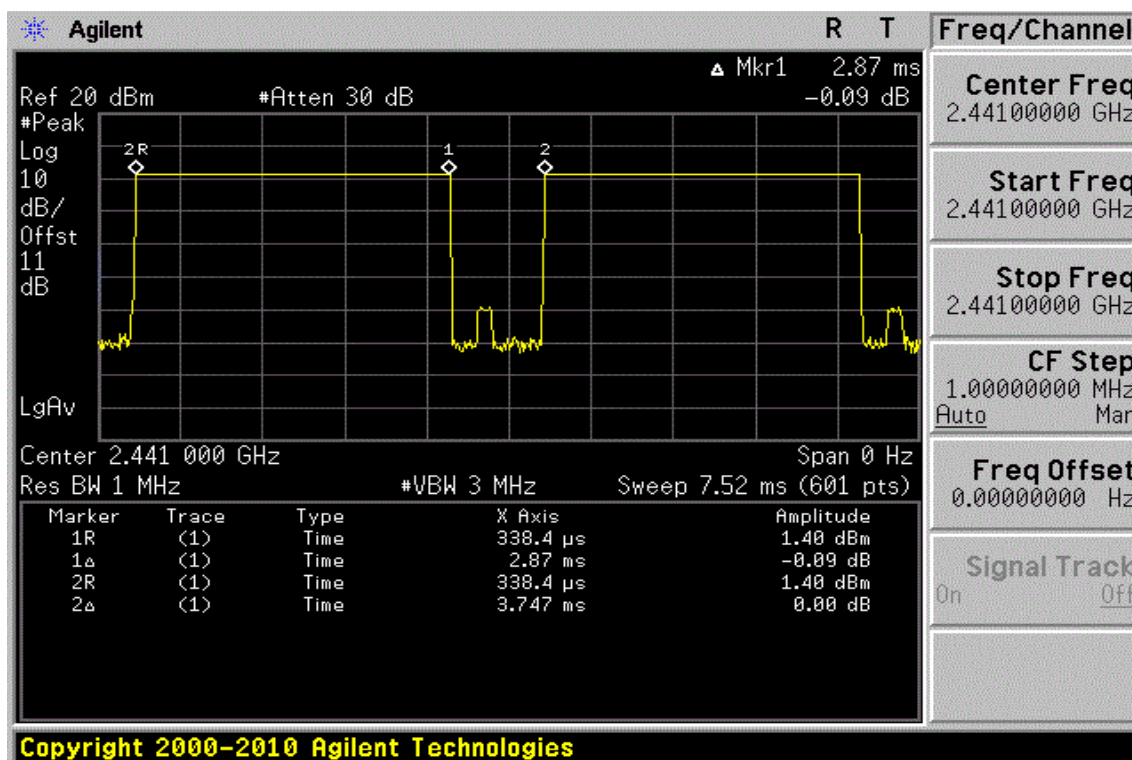 Agilent R T
Freq/Channel
Δ Mkr1 2.87 ms
Ref 20 dBm #Atten 30 dB -0.09 dB
#Peak
Log
10
dB/
Offst
11
dB
LgAv
2R 1 2
Center 2.441 000 GHz Span 0 Hz
Res BW 1 MHz #VBW 3 MHz Sweep 7.52 ms (601 pts)
Marker Trace Type X Axis Amplitude
1R (1) Time 338.4 µs 1.40 dBm
1Δ (1) Time 2.87 ms -0.09 dB
2R (1) Time 338.4 µs 1.40 dBm
2Δ (1) Time 3.747 ms 0.00 dB
Center Freq
2.44100000 GHz
Start Freq
2.44100000 GHz
Stop Freq
2.44100000 GHz
CF Step
1.00000000 MHz
Auto Man
Freq Offset
0.00000000 Hz
Signal Track
On Off
Copyright 2000-2010 Agilent Technologies